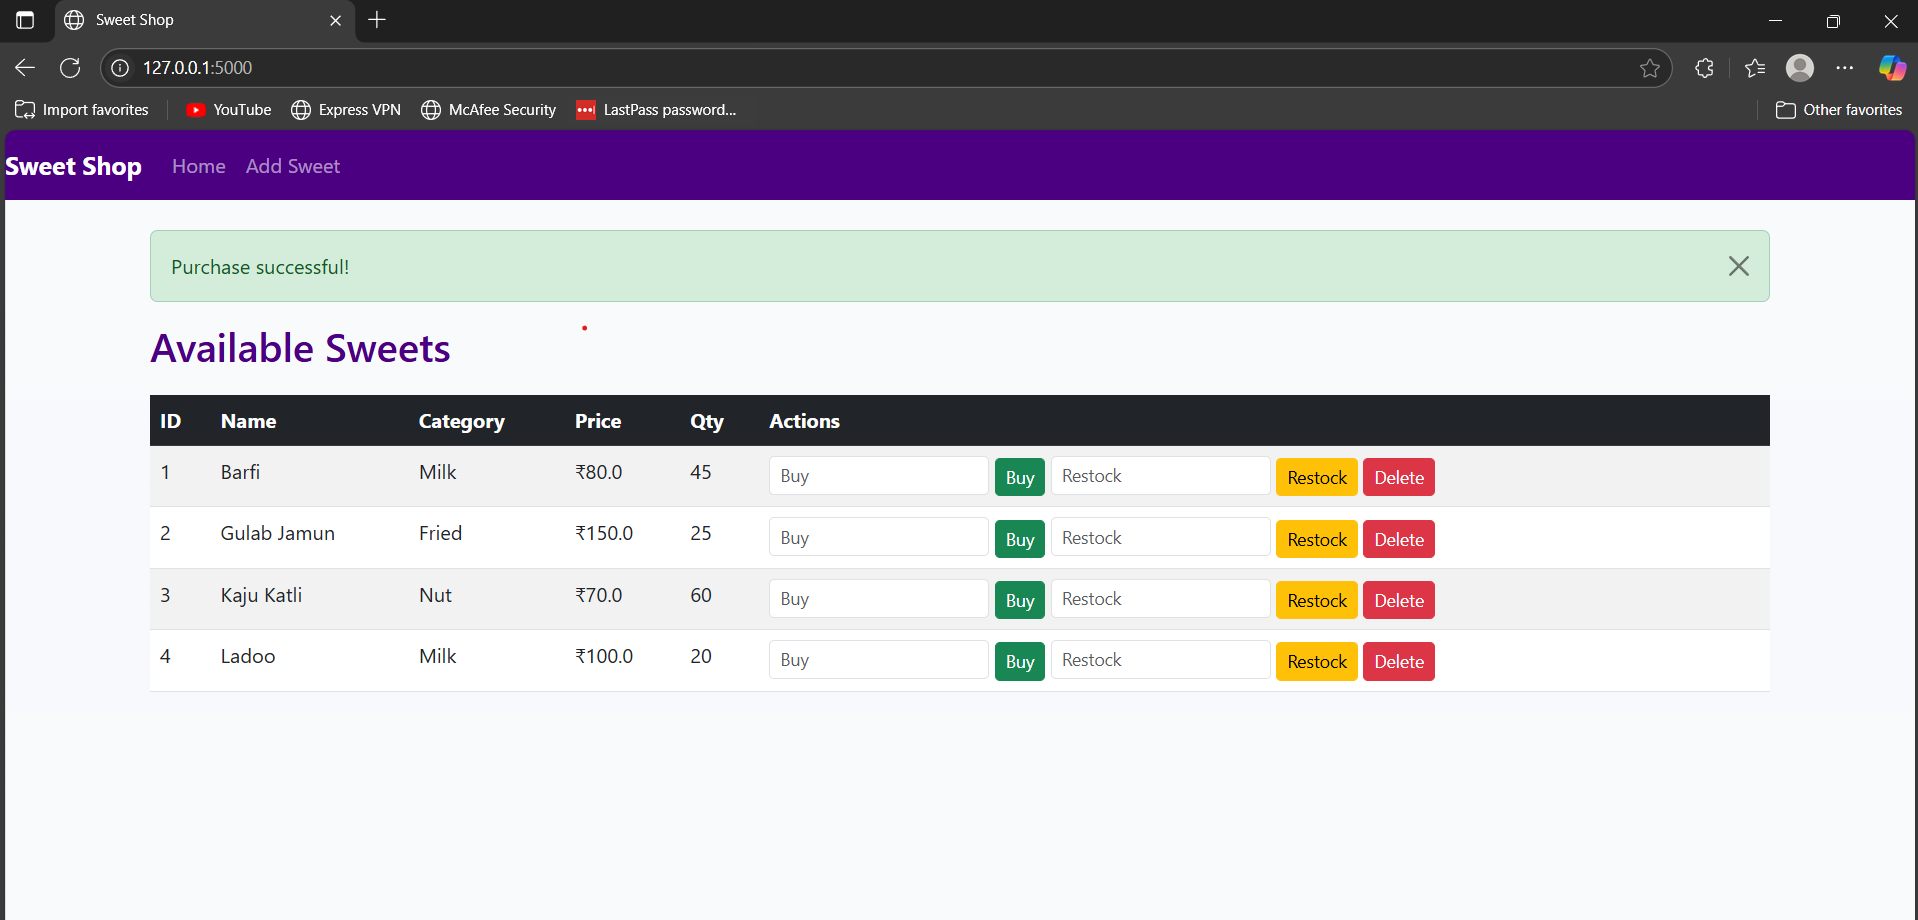 Sweet Shop
127.0.0.1:5000
Import favorites YouTube Express VPN McAfee Security LastPass password... Other favorites
Sweet Shop Home Add Sweet
Purchase successful!
Available Sweets
ID Name Category Price Qty Actions
1 Barfi Milk ₹80.0 45 Buy Buy Restock Restock Delete
2 Gulab Jamun Fried ₹150.0 25 Buy Buy Restock Restock Delete
3 Kaju Katli Nut ₹70.0 60 Buy Buy Restock Restock Delete
4 Ladoo Milk ₹100.0 20 Buy Buy Restock Restock Delete